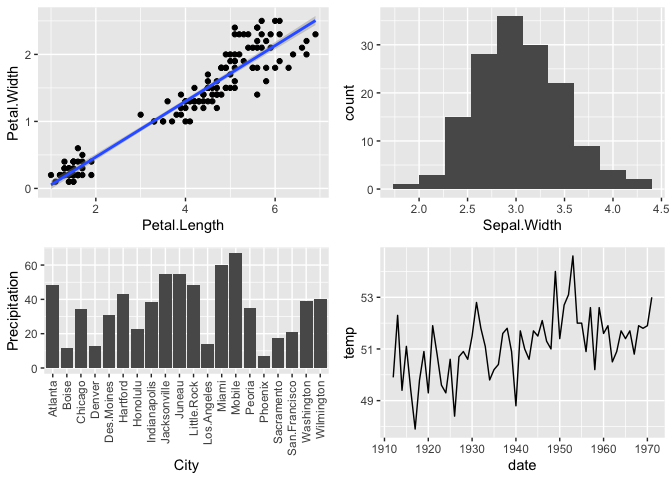 Petal.Width
2
1
0
2
4
6
Petal.Length
count
30
20
10
0
2.0
2.5
3.0
3.5
4.0
4.5
Sepal.Width
Precipitation
60
40
20
0
Atlanta
Boise
Chicago
Denver
Des.Moines
Hartford
Honolulu
Indianapolis
Jacksonville
Juneau
Little.Rock
Los.Angeles
Miami
Mobile
Peoria
Phoenix
Sacramento
San.Francisco
Washington
Wilmington
City
temp
53
51
49
1910
1920
1930
1940
1950
1960
1970
date